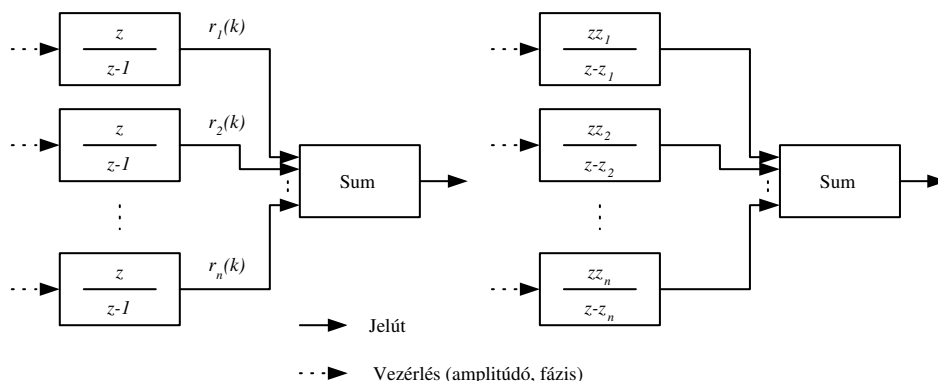 z
z-1
r1(k)
z
z-1
r2(k)
z
z-1
rn(k)
Sum
zz1
z-z1
zz2
z-z2
zzn
z-zn
Sum
Jelút
Vezérlés (amplitúdó, fázis)